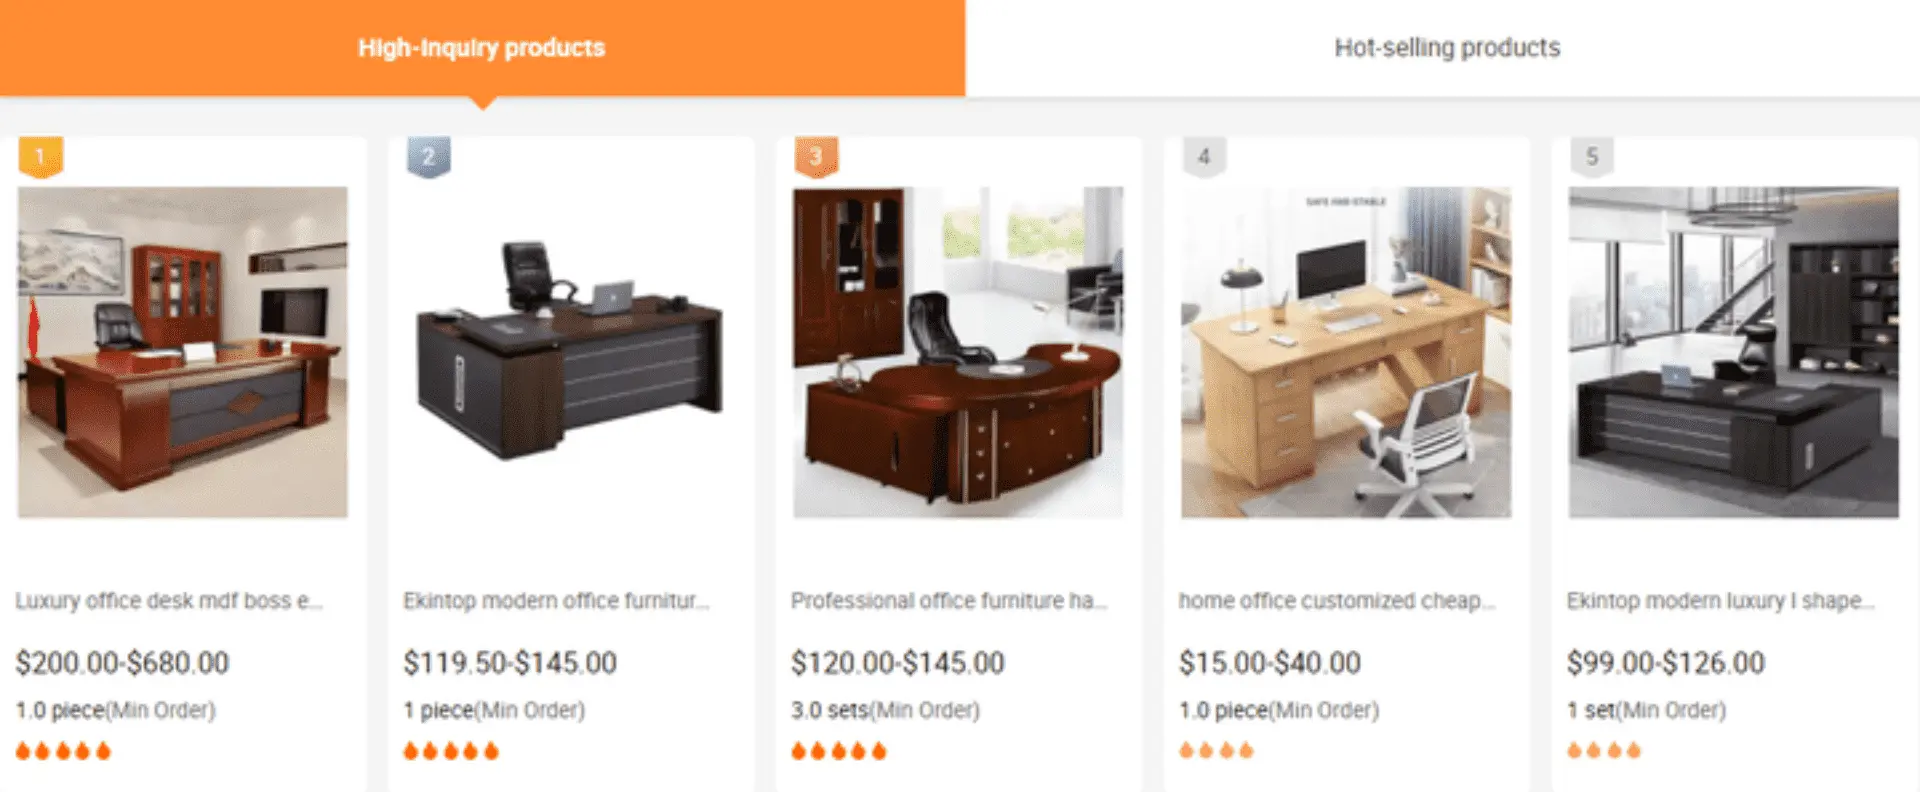 High-Inquiry products
Hot-selling products
1
2
3
4
5
SAFE AND STABLE
Luxury office desk mdf boss e...
Ekintop modern office furnitur...
Professional office furniture ha...
home office customized cheap...
Ekintop modern luxury l shape...
$200.00-$680.00
$119.50-$145.00
$120.00-$145.00
$15.00-$40.00
$99.00-$126.00
1.0 piece(Min Order)
1 piece(Min Order)
3.0 sets(Min Order)
1.0 piece(Min Order)
1 set(Min Order)